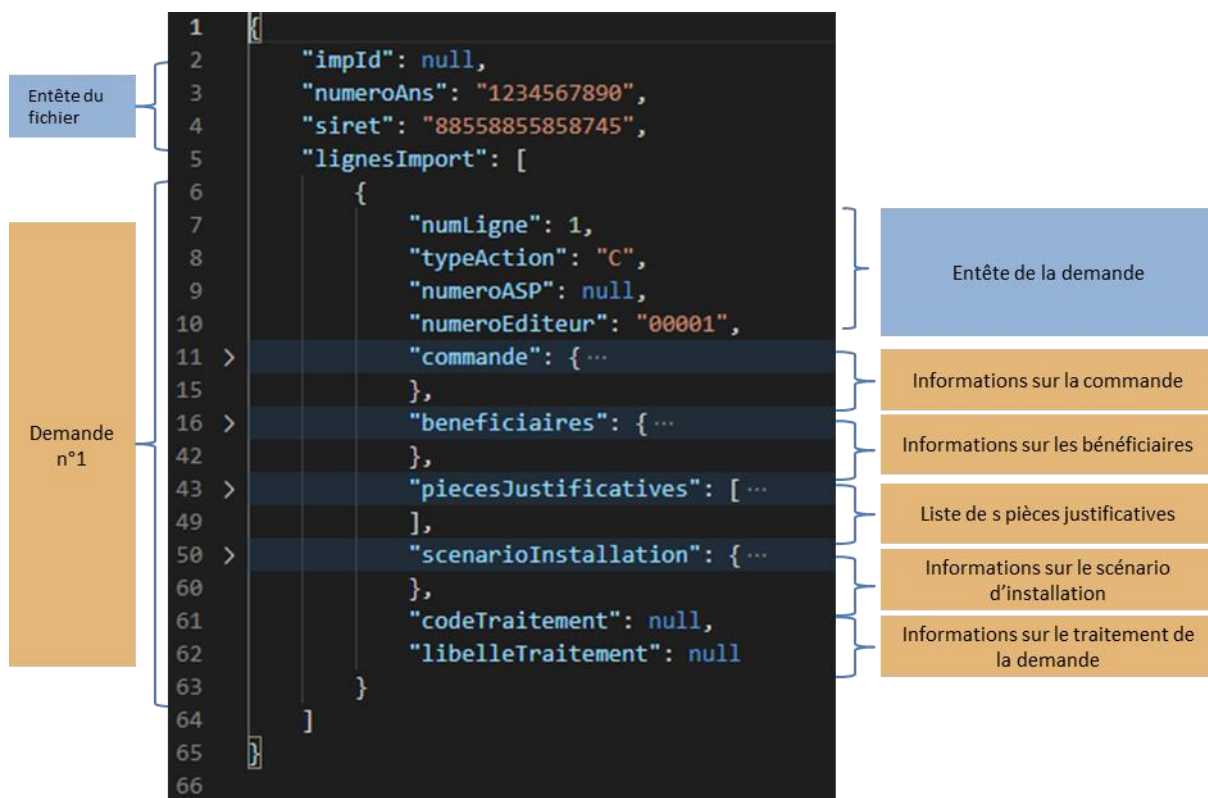 Entête du
fichier
Demande
n°1
1 {
2 "impId": null,
3 "numeroAns": "1234567890",
4 "siret": "88558855858745",
5 "lignesImport": [
6 {
7 "numLigne": 1,
8 "typeAction": "C",
9 "numeroASP": null,
10 "numeroEditeur": "00001",
11 > "commande": { ···
15 },
16 > "beneficiaires": { ···
42 },
43 > "piecesJustificatives": [ ···
49 ],
50 > "scenarioInstallation": { ···
60 },
61 "codeTraitement": null,
62 "libelleTraitement": null
63 }
64 ]
65 }
66
Entête de la demande
Informations sur la commande
Informations sur les bénéficiaires
Liste de s pièces justificatives
Informations sur le scénario
d’installation
Informations sur le traitement de
la demande